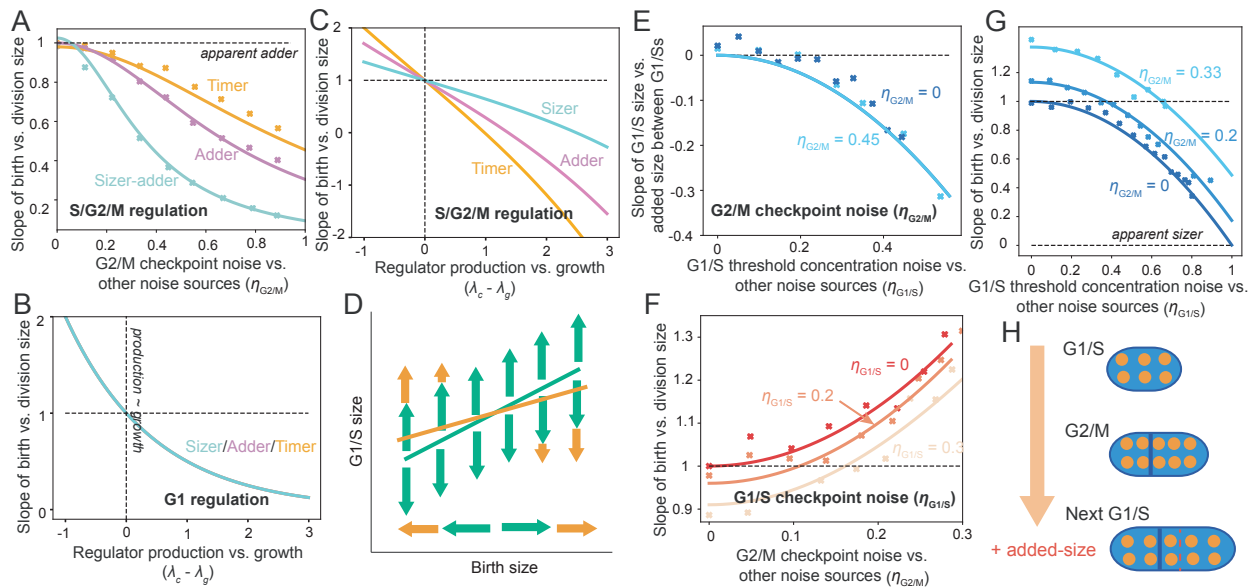 A
Slope of birth vs. division size
1
0.8
0.6
0.4
0.2
apparent adder
Timer
Adder
Sizer-adder
S/G2/M regulation
0
0.2
0.4
0.6
0.8
1
G2/M checkpoint noise vs.
other noise sources (η_G2/M)
B
Slope of birth vs. division size
2
1
0
production ~ growth
Sizer/Adder/Timer
G1 regulation
-1
0
1
2
3
Regulator production vs. growth
(λ_c - λ_g)
C
Slope of birth vs. division size
2
1
0
1
-2
Sizer
Adder
Timer
S/G2/M regulation
-1
0
1
2
3
Regulator production vs. growth
(λ_c - λ_g)
D
G1/S size
Birth size
E
Slope of G1/S size vs.
added size between G1/Ss
0
-0.1
-0.2
-0.3
-0.4
η_G2/M = 0
η_G2/M = 0.45
G2/M checkpoint noise (η_G2/M)
0.0
0.2
0.4
G1/S threshold concentration noise vs.
other noise sources (η_G1/S)
F
Slope of birth vs. division size
1.3
1.2
1.1
1
0.9
η_G1/S = 0
η_G1/S = 0.2
η_G1/S = 0.3
G1/S checkpoint noise (η_G1/S)
0.0
0.1
0.2
0.3
G2/M checkpoint noise vs.
other noise sources (η_G2/M)
G
Slope of birth vs. division size
1.4
1.2
1
0.8
0.6
0.4
1.2
0
η_G2/M = 0.33
η_G2/M = 0.2
η_G2/M = 0
apparent sizer
0.0
0.2
0.4
0.6
0.8
1.0
G1/S threshold concentration noise vs.
other noise sources (η_G1/S)
H
G1/S
G2/M
Next G1/S
+ added-size